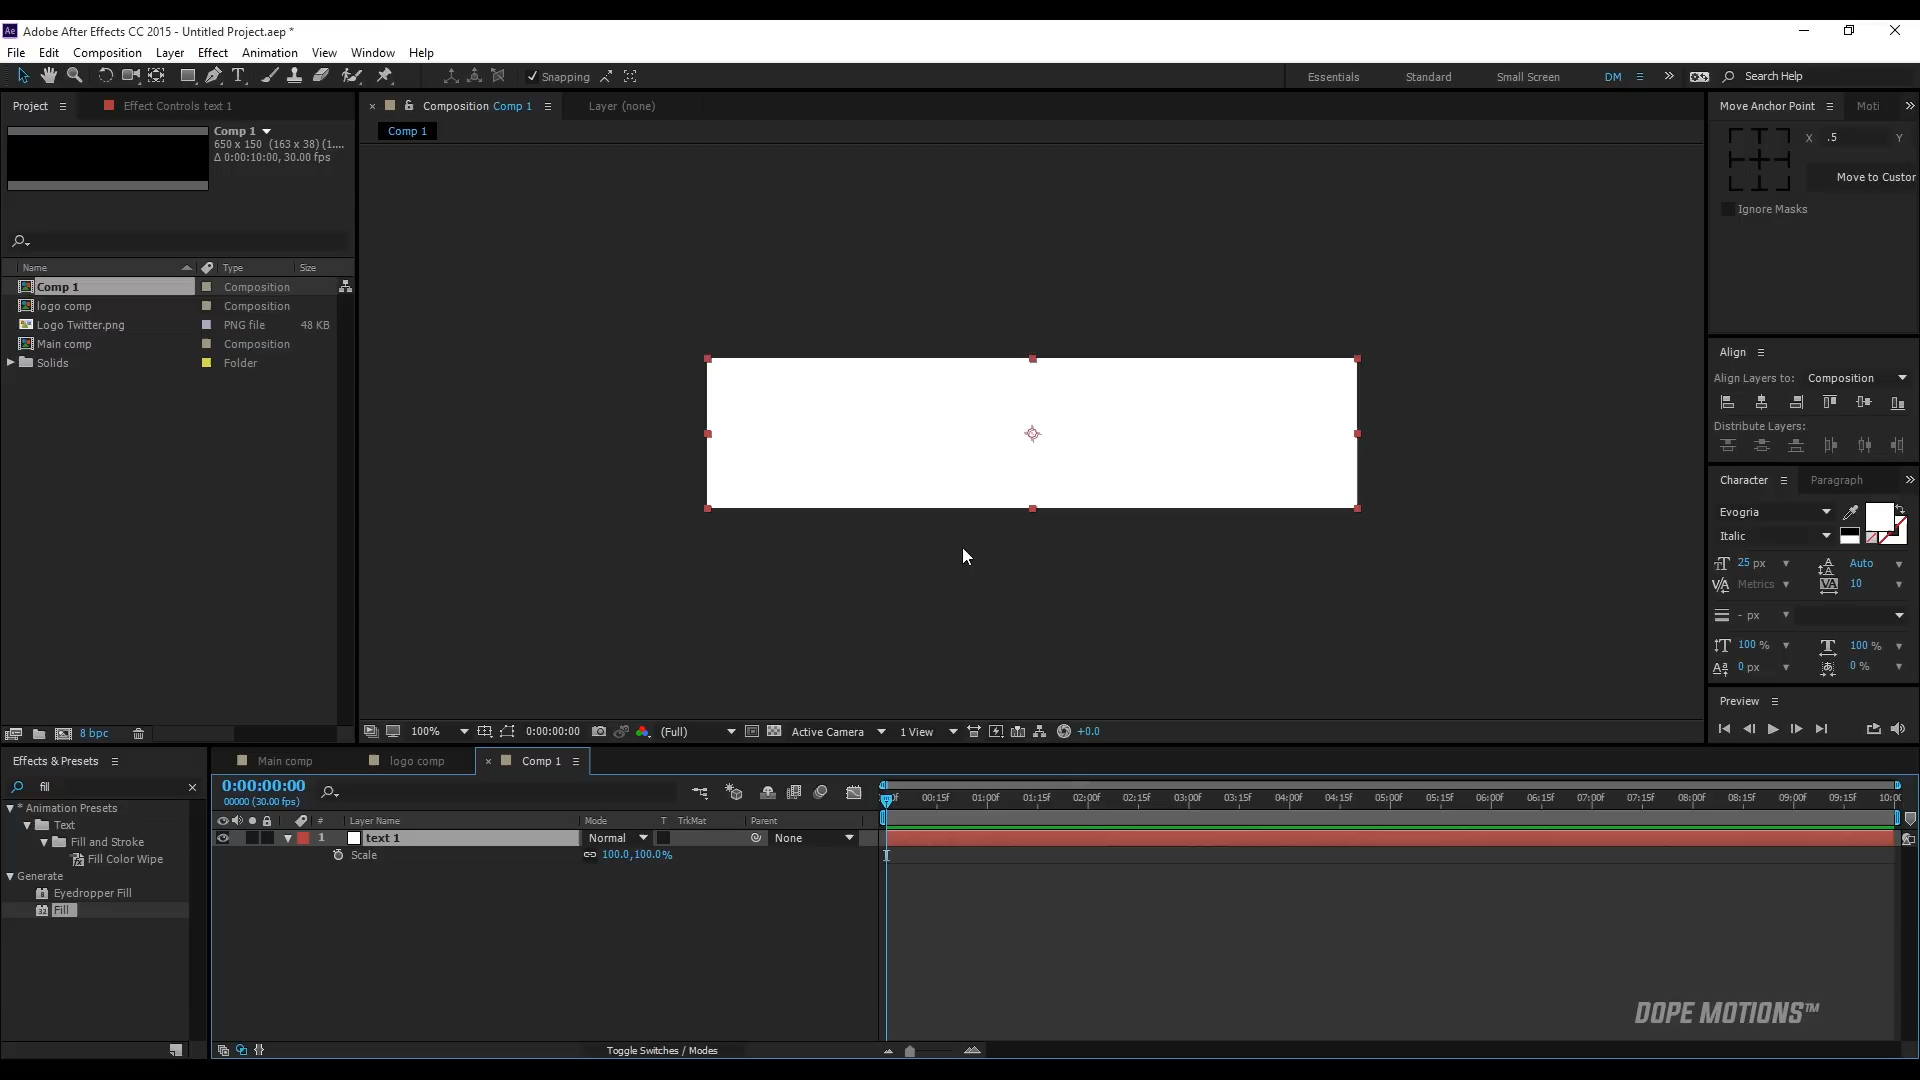 Ae Adobe After Effects CC 2015 - Untitled Project.aep *
File Edit Composition Layer Effect Animation View Window Help
Snapping Essentials Standard Small Screen DM Search Help
Project Effect Controls text 1
Composition Comp 1 Layer (none)
Comp 1
Comp 1
650 x 150 (163 x 38) (1....
Δ 0:00:10:00, 30.00 fps
Name Type Size
Comp 1 Composition
logo comp Composition
Logo Twitter.png PNG file 48 KB
Main comp Composition
Solids Folder
8 bpc
100% 0:00:00:00 (Full) Active Camera 1 View +0.0
Move Anchor Point Moti
X .5 Y
Move to Custor
Ignore Masks
Align
Align Layers to: Composition
Distribute Layers:
Character Paragraph
Evogria
Italic
25 px Auto
Metrics 10
- px
100 % 100 %
0 px 0 %
Preview
Effects & Presets
fill
* Animation Presets
Text
Fill and Stroke
Fill Color Wipe
Generate
Eyedropper Fill
Fill
Main comp logo comp Comp 1
0:00:00:00
00000 (30.00 fps)
00:15f 01:00f 01:15f 02:00f 02:15f 03:00f 03:15f 04:00f 04:15f 05:00f 05:15f 06:00f 06:15f 07:00f 07:15f 08:00f 08:15f 09:00f 09:15f 10:00
# Layer Name Mode T TrkMat Parent
1 text 1 Normal None
Scale 100.0,100.0%
Toggle Switches / Modes
DOPE MOTIONS™